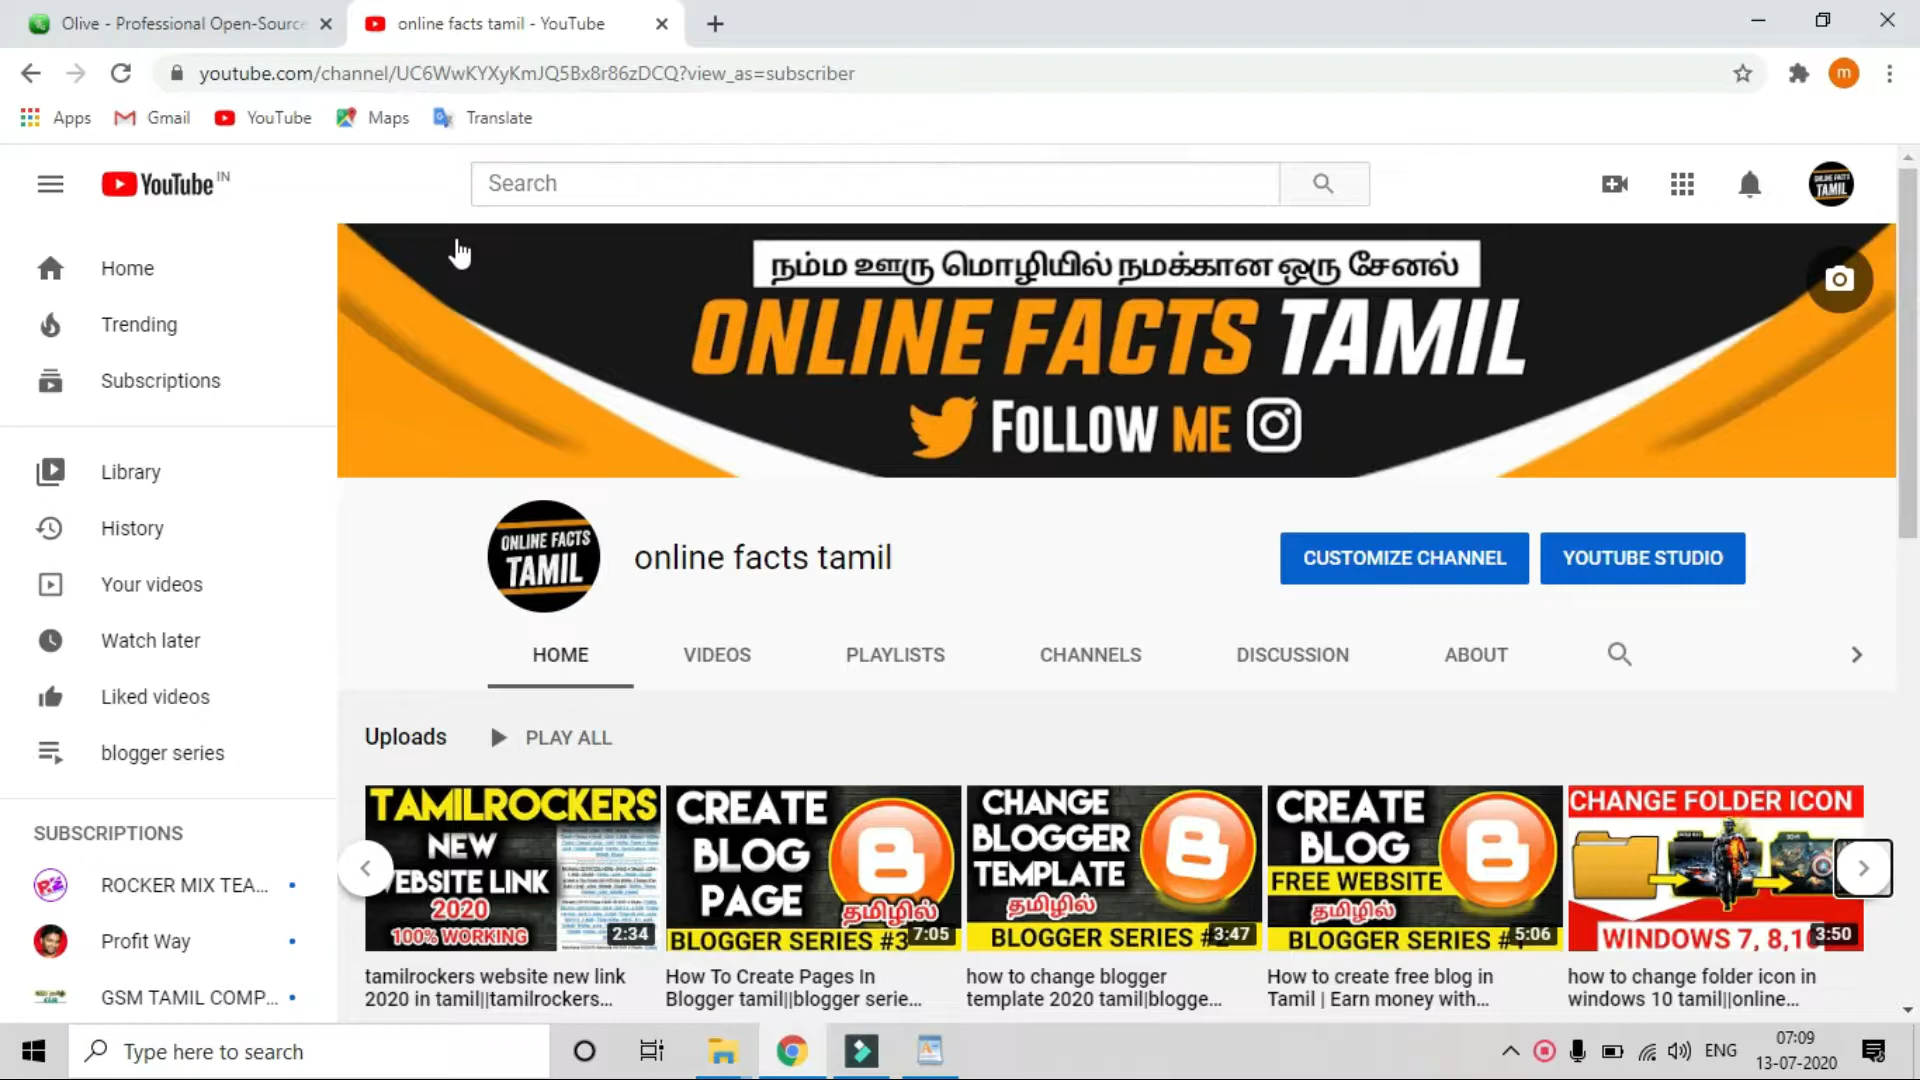 Olive - Professional Open-Source
online facts tamil - YouTube
youtube.com/channel/UC6WwKYXyKmJQ5Bx8r86zDCQ?view_as=subscriber
m
Apps
Gmail
YouTube
Maps
Translate
YouTube IN
Search
ONLINE FACTS
TAMIL
Home
Trending
Subscriptions
Library
History
Your videos
Watch later
Liked videos
blogger series
SUBSCRIPTIONS
ROCKER MIX TEA...
Profit Way
GSM TAMIL COMP...
நம்ம ஊரு மொழியில் நமக்கான ஒரு சேனல்
ONLINE FACTS TAMIL
FOLLOW ME
ONLINE FACTS
TAMIL
online facts tamil
CUSTOMIZE CHANNEL
YOUTUBE STUDIO
HOME
VIDEOS
PLAYLISTS
CHANNELS
DISCUSSION
ABOUT
Uploads
PLAY ALL
TAMILROCKERS
NEW
WEBSITE LINK
2020
100% WORKING
2:34
tamilrockers website new link
2020 in tamil||tamilrockers...
CREATE
BLOG
PAGE
தமிழில்
BLOGGER SERIES #3
7:05
How To Create Pages In
Blogger tamil||blogger serie...
CHANGE
BLOGGER
TEMPLATE
தமிழில்
BLOGGER SERIES #
3:47
how to change blogger
template 2020 tamil|blogge...
CREATE
BLOG
FREE WEBSITE
தமிழில்
BLOGGER SERIES #1
5:06
How to create free blog in
Tamil | Earn money with...
CHANGE FOLDER ICON
WINDOWS 7, 8,10
3:50
how to change folder icon in
windows 10 tamil||online...
Type here to search
ENG
07:09
13-07-2020